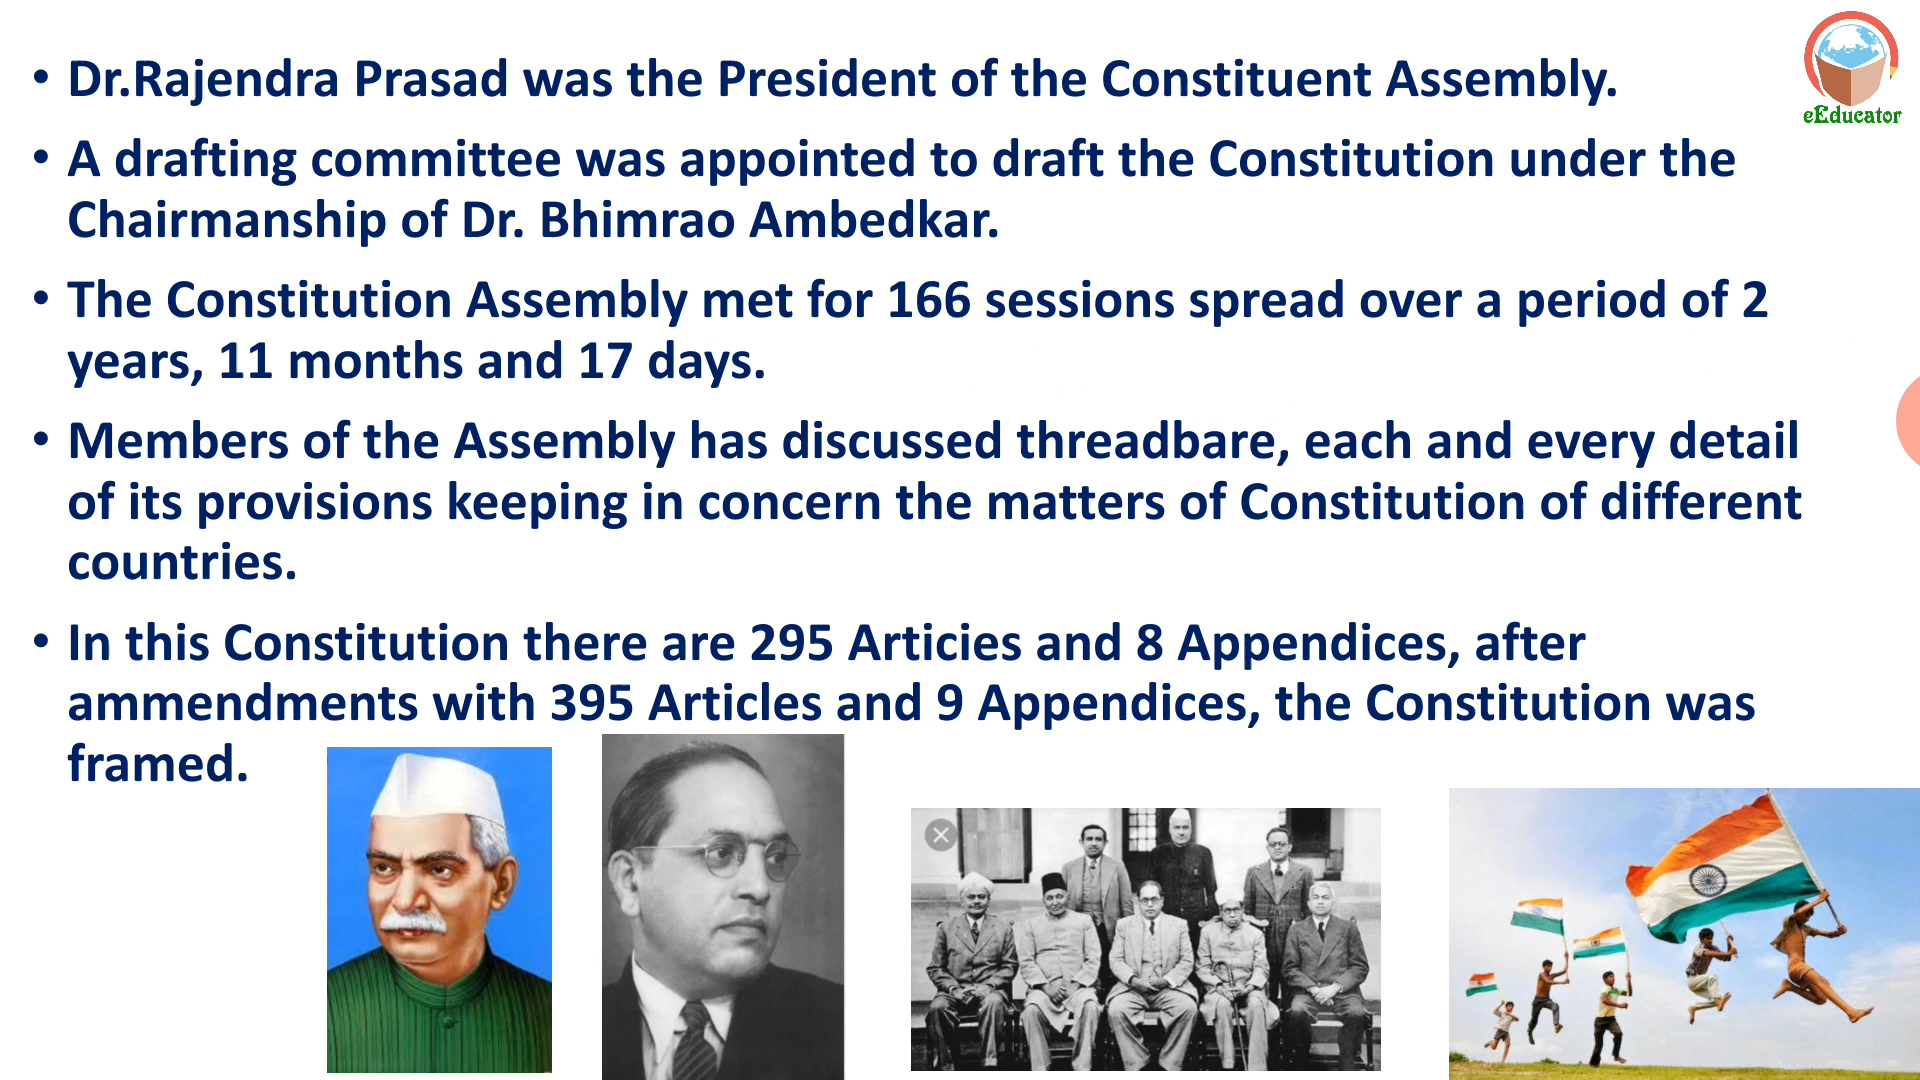 • Dr.Rajendra Prasad was the President of the Constituent Assembly.
eEducator
• A drafting committee was appointed to draft the Constitution under the
Chairmanship of Dr. Bhimrao Ambedkar.
• The Constitution Assembly met for 166 sessions spread over a period of 2
years, 11 months and 17 days.
• Members of the Assembly has discussed threadbare, each and every detail
of its provisions keeping in concern the matters of Constitution of different
countries.
• In this Constitution there are 295 Articies and 8 Appendices, after
ammendments with 395 Articles and 9 Appendices, the Constitution was
framed.